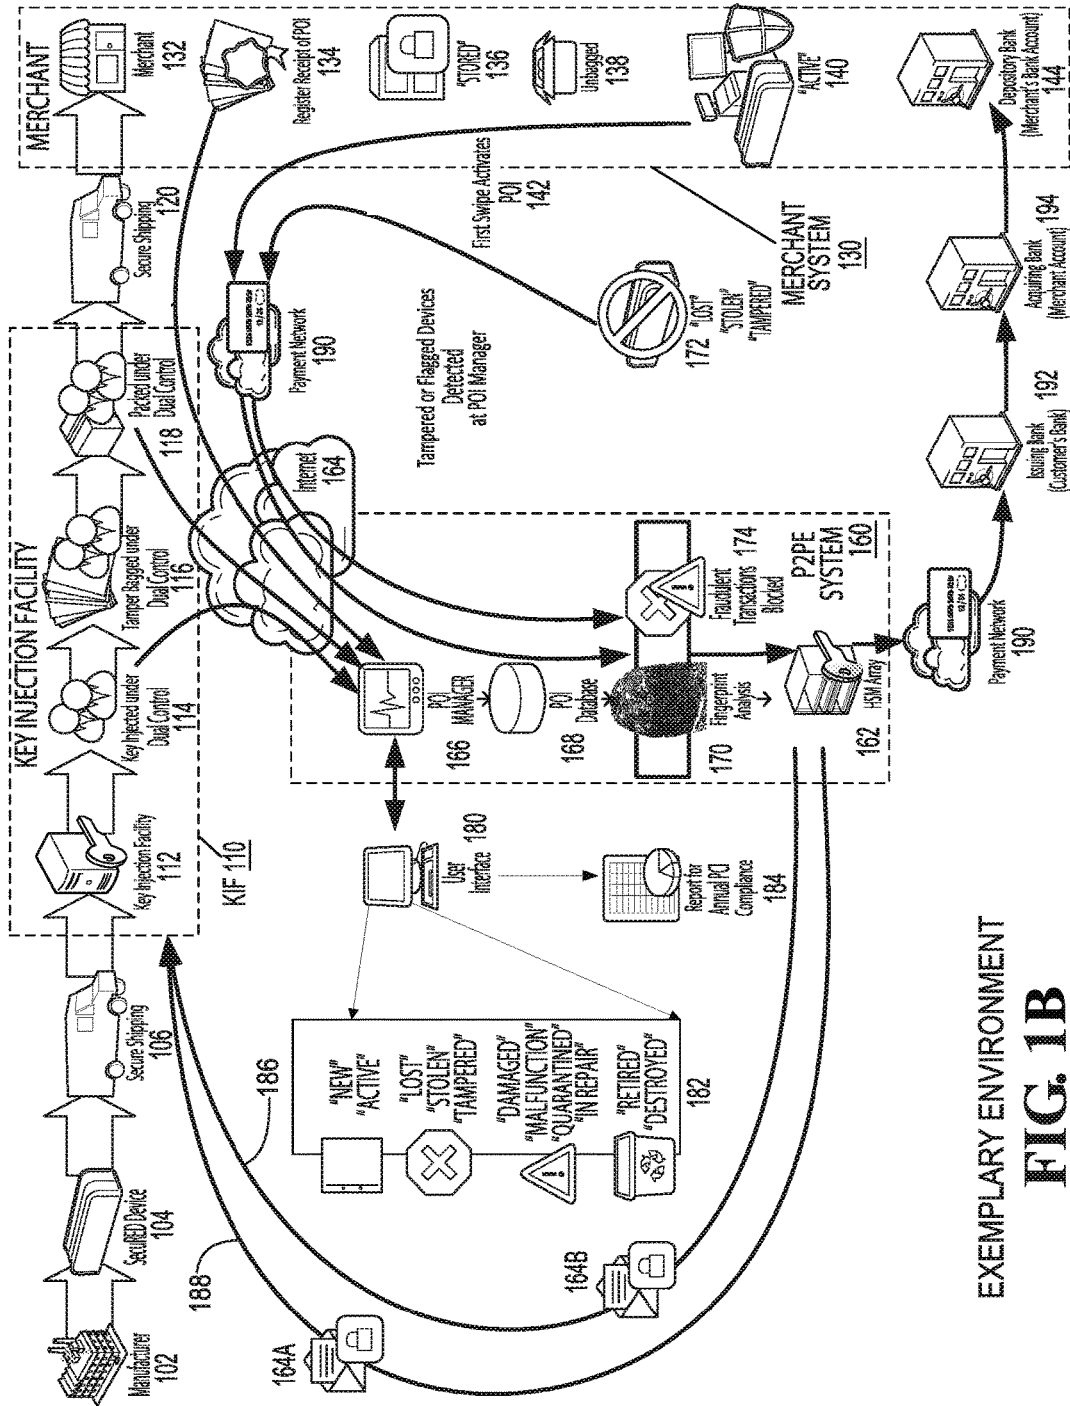 Manufacturer
102
SecuRED Device
104
Secure Shipping
106
KEY INJECTION FACILITY
Key Injection Facility
112
Key Injected under
Dual Control
114
Tamper Bagged under
Dual Control
116
Packed under
Dual Control
118
KIF 110
Secure Shipping
120
MERCHANT
Merchant
132
Register Receipt of POI
134
"STORED"
136
Unbagged
138
"ACTIVE"
140
Depository Bank
(Merchant's Bank Account)
144
188
186
164A
164B
"NEW"
"ACTIVE"
"LOST"
"STOLEN"
"TAMPERED"
"DAMAGED"
"MALFUNCTION"
"QUARANTINED"
"IN REPAIR"
"RETIRED"
"DESTROYED"
182
User
Interface
180
Report for
Annual PCI
Compliance
184
POI
MANAGER
166
POI
Database
168
Fingerprint
Analysis
170
HSM Array
162
Fraudulent
Transactions
Blocked
174
P2PE
SYSTEM
160
Internet
164
Payment Network
190
Tampered or Flagged Devices
Detected
at POI Manager
First Swipe Activates
POI
142
172
"LOST"
"STOLEN"
"TAMPERED"
MERCHANT
SYSTEM
130
Payment Network
190
Issuing Bank
(Customer's Bank)
192
Acquiring Bank
(Merchant Account)
194
EXEMPLARY ENVIRONMENT
FIG. 1B